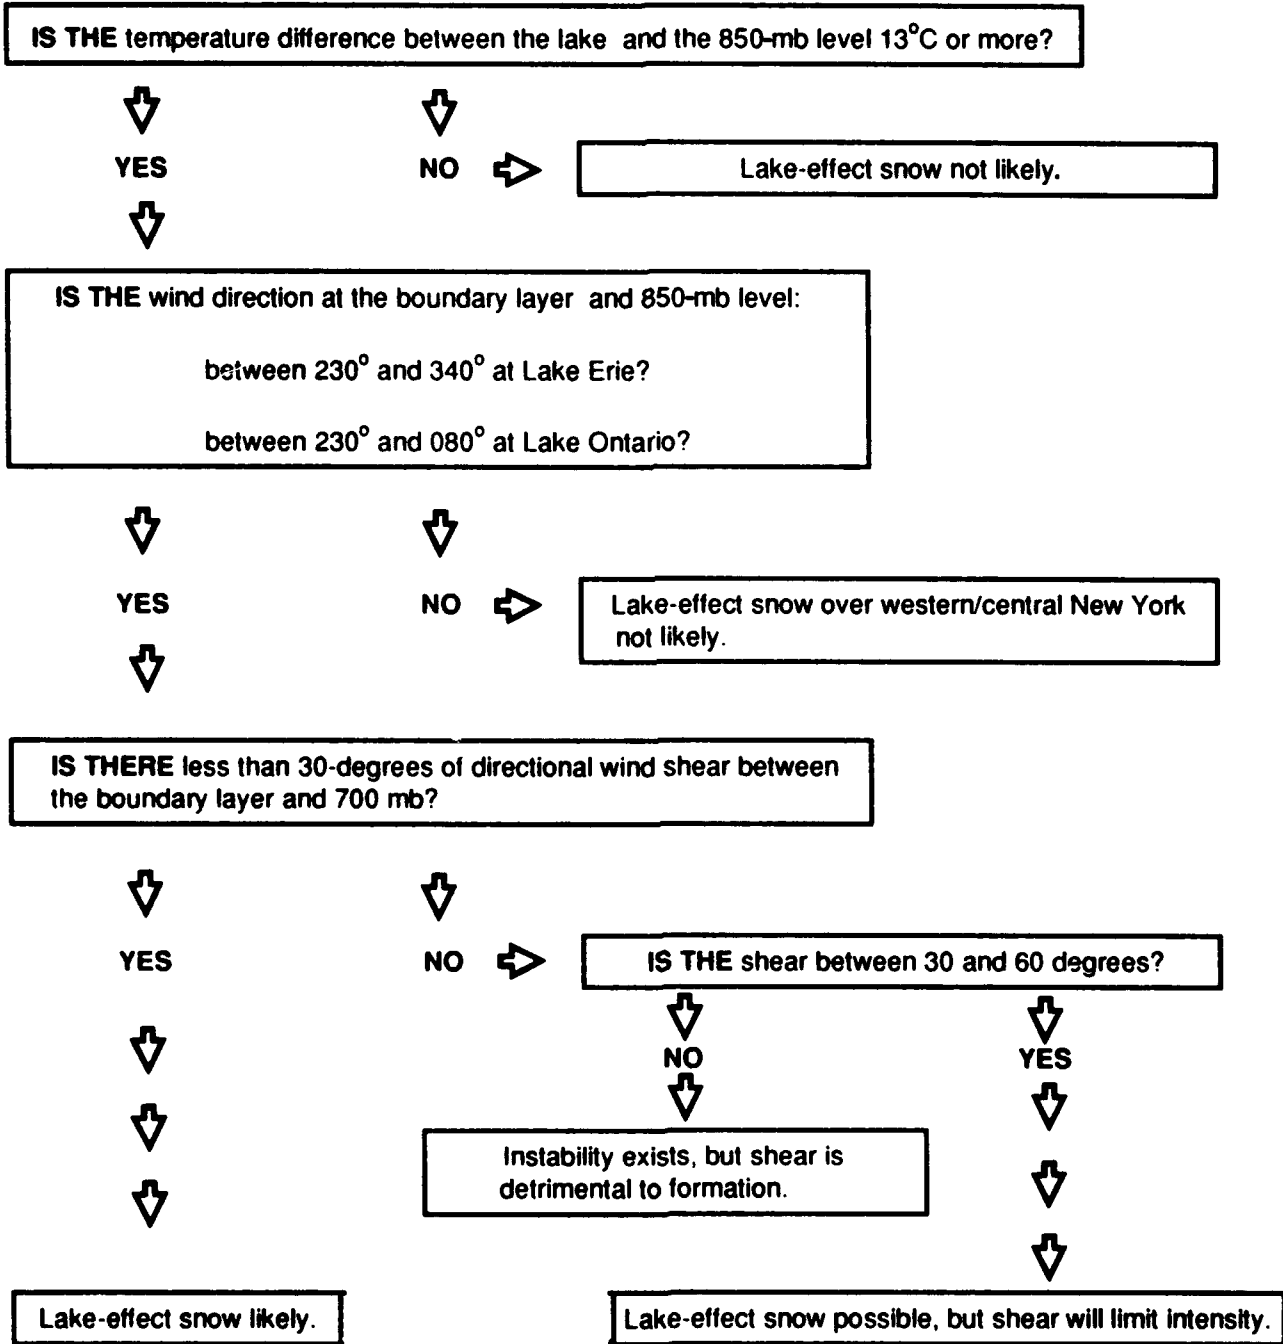 IS THE temperature difference between the lake and the 850-mb level 13°C or more?
YES
NO
Lake-effect snow not likely.
IS THE wind direction at the boundary layer and 850-mb level:
between 230° and 340° at Lake Erie?
between 230° and 080° at Lake Ontario?
YES
NO
Lake-effect snow over western/central New York
not likely.
IS THERE less than 30-degrees of directional wind shear between
the boundary layer and 700 mb?
YES
NO
IS THE shear between 30 and 60 degrees?
NO
YES
Instability exists, but shear is
detrimental to formation.
Lake-effect snow likely.
Lake-effect snow possible, but shear will limit intensity.